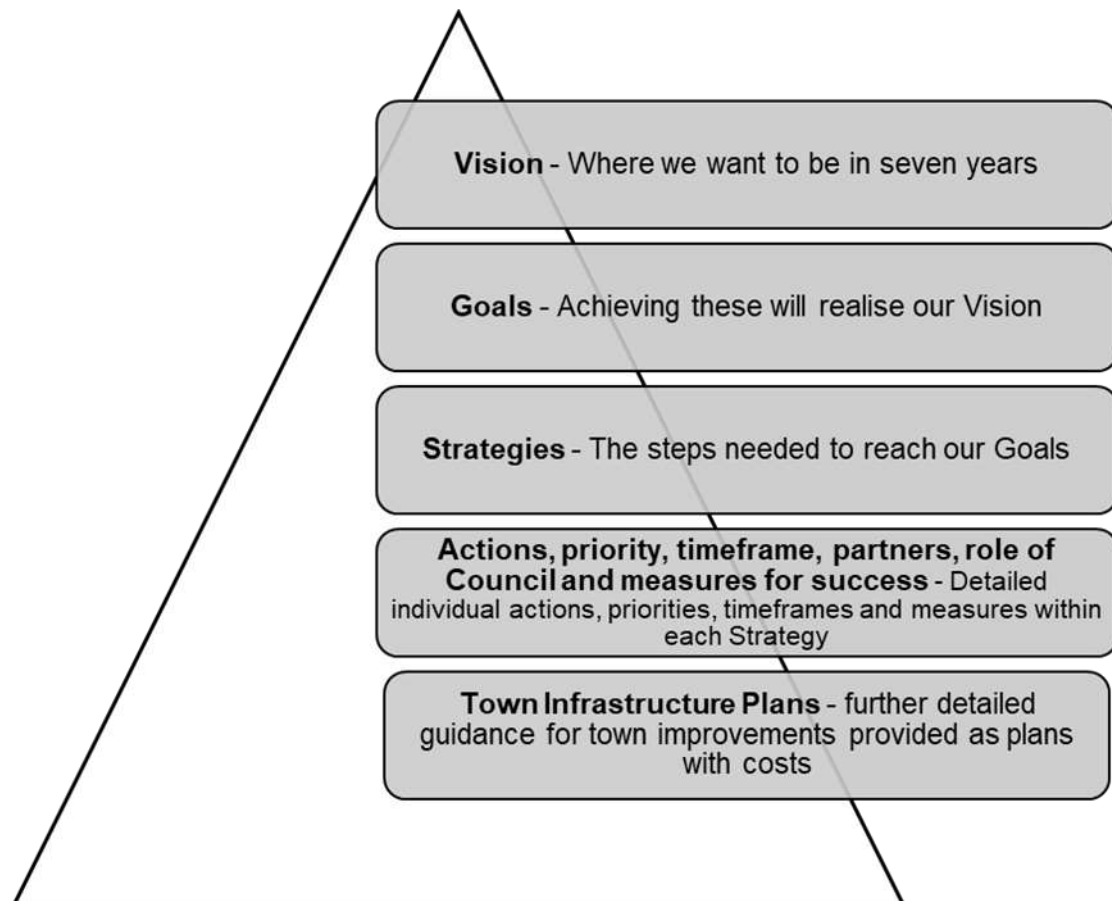 Vision - Where we want to be in seven years
Goals - Achieving these will realise our Vision
Strategies - The steps needed to reach our Goals
Actions, priority, timeframe, partners, role of
Council and measures for success - Detailed
individual actions, priorities, timeframes and measures within
each Strategy
Town Infrastructure Plans - further detailed
guidance for town improvements provided as plans
with costs